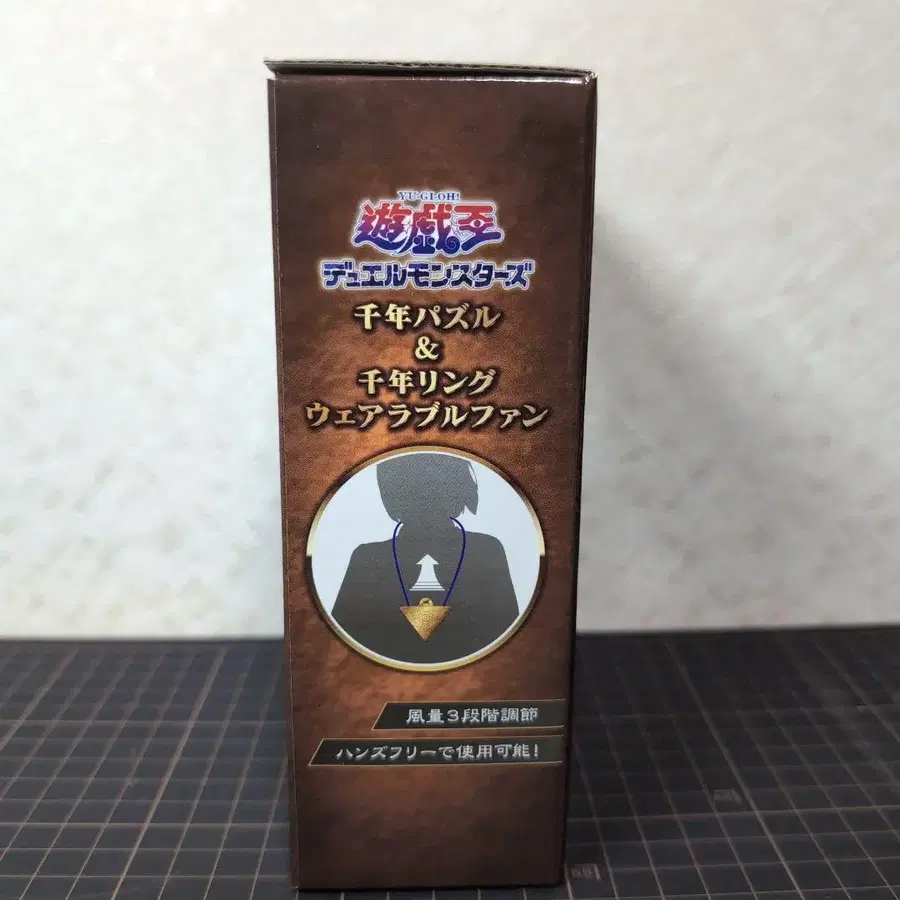 YU-GI-OH!
遊戯王
デュエルモンスターズ
千年パズル
&
千年リング
ウェアラブルファン
風量3段階調節
ハンズフリーで使用可能!